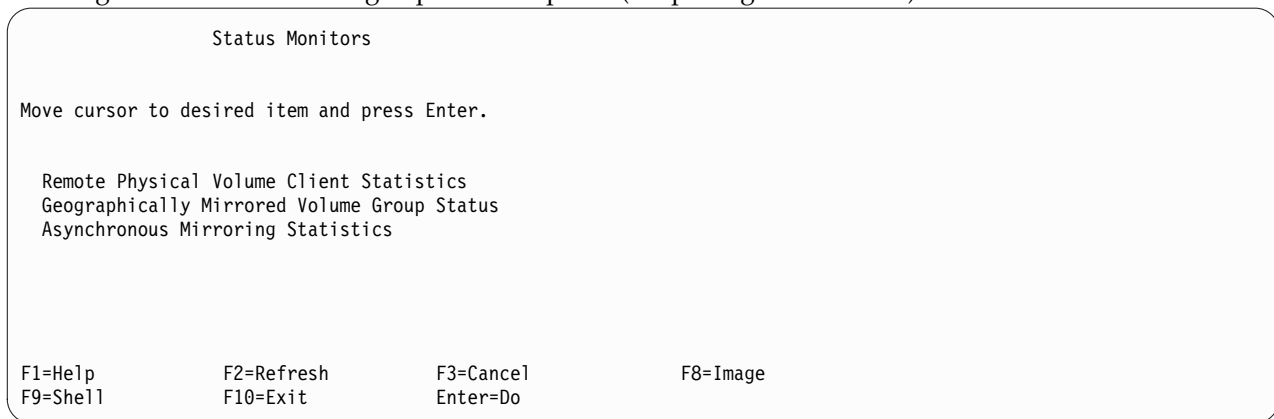 Status Monitors
Move cursor to desired item and press Enter.
Remote Physical Volume Client Statistics
Geographically Mirrored Volume Group Status
Asynchronous Mirroring Statistics
F1=Help F2=Refresh F3=Cancel F8=Image
F9=Shell F10=Exit Enter=Do